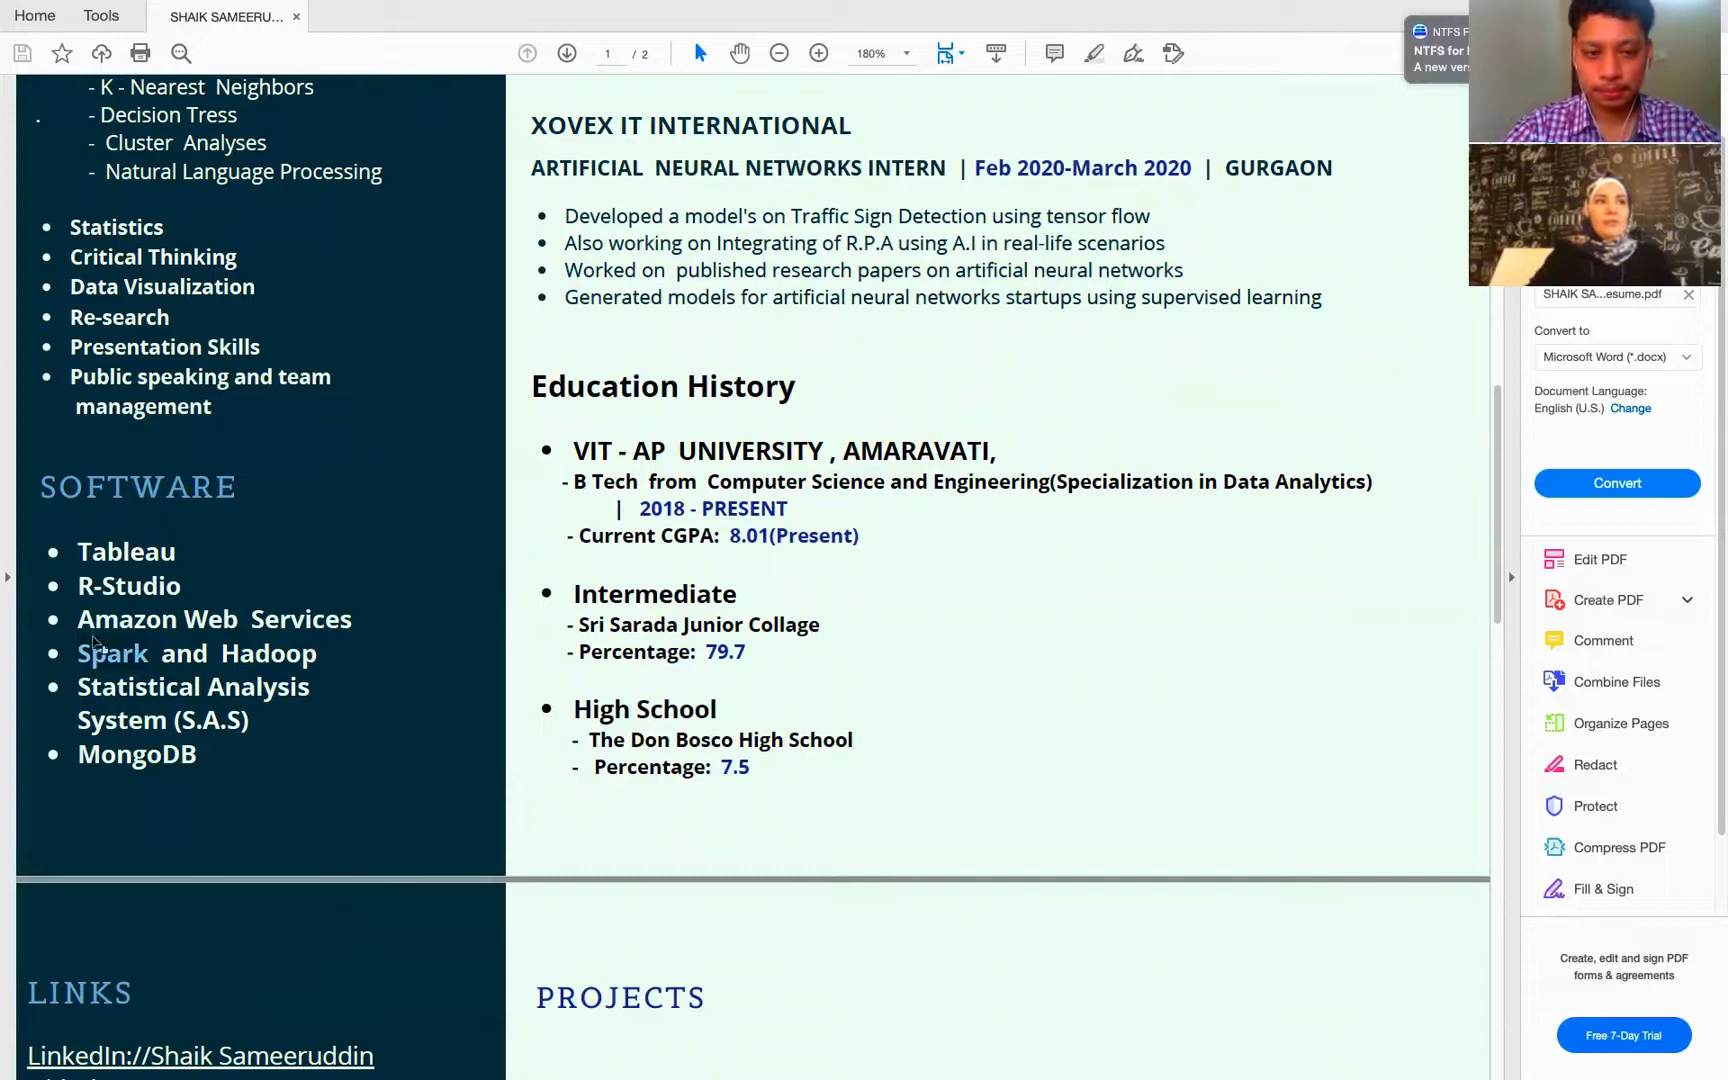 Home Tools SHAIK SAMEERU... ×
1 / 2 180%
NTFS F
NTFS for
A new vers
- K - Nearest Neighbors
. - Decision Tress
- Cluster Analyses
- Natural Language Processing
• Statistics
• Critical Thinking
• Data Visualization
• Re-search
• Presentation Skills
• Public speaking and team
management
SOFTWARE
• Tableau
• R-Studio
• Amazon Web Services
• Spark and Hadoop
• Statistical Analysis
System (S.A.S)
• MongoDB
XOVEX IT INTERNATIONAL
ARTIFICIAL NEURAL NETWORKS INTERN | Feb 2020-March 2020 | GURGAON
• Developed a model's on Traffic Sign Detection using tensor flow
• Also working on Integrating of R.P.A using A.I in real-life scenarios
• Worked on published research papers on artificial neural networks
• Generated models for artificial neural networks startups using supervised learning
Education History
• VIT - AP UNIVERSITY , AMARAVATI,
- B Tech from Computer Science and Engineering(Specialization in Data Analytics)
| 2018 - PRESENT
- Current CGPA: 8.01(Present)
• Intermediate
- Sri Sarada Junior Collage
- Percentage: 79.7
• High School
- The Don Bosco High School
- Percentage: 7.5
LINKS
LinkedIn://Shaik Sameeruddin
PROJECTS
SHAIK SA...esume.pdf
Convert to
Microsoft Word (*.docx)
Document Language:
English (U.S.) Change
Convert
Edit PDF
Create PDF
Comment
Combine Files
Organize Pages
Redact
Protect
Compress PDF
Fill & Sign
Create, edit and sign PDF
forms & agreements
Free 7-Day Trial